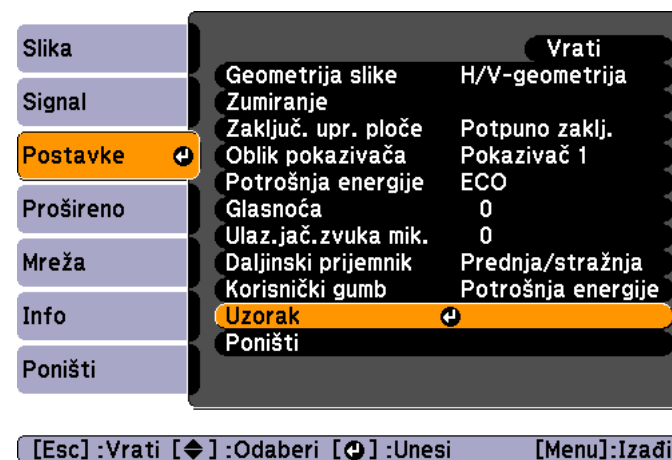 Slika
Signal
Postavke
Prošireno
Mreža
Info
Poništi
Vrati
Geometrija slike H/V-geometrija
Zumiranje
Zaključ. upr. ploče Potpuno zaklj.
Oblik pokazivača Pokazivač 1
Potrošnja energije ECO
Glasnoća 0
Ulaz.jač.zvuka mik. 0
Daljinski prijemnik Prednja/stražnja
Korisnički gumb Potrošnja energije
Uzorak
Poništi
[Esc] :Vrati [◆] :Odaberi [↵] :Unesi [Menu]:Izađi